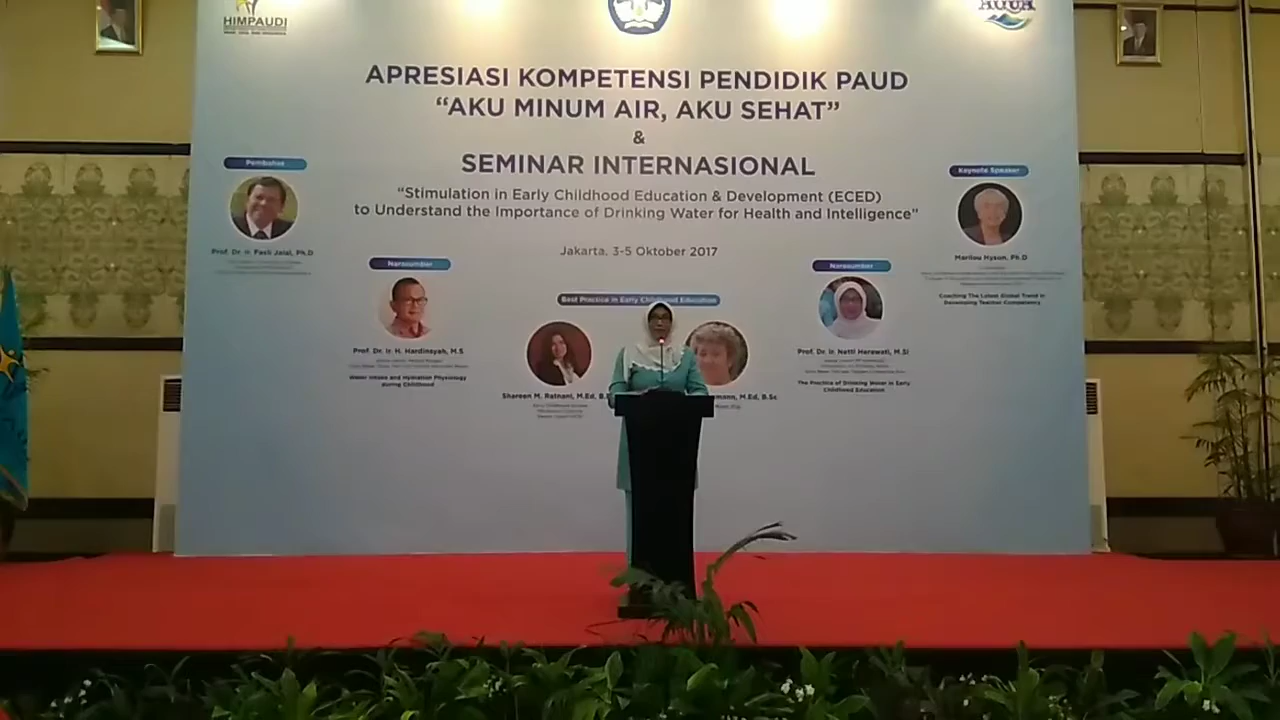 HIMPAUDI
AQUA
APRESIASI KOMPETENSI PENDIDIK PAUD
“AKU MINUM AIR, AKU SEHAT”
&
SEMINAR INTERNASIONAL
“Stimulation in Early Childhood Education & Development (ECED)
to Understand the Importance of Drinking Water for Health and Intelligence”
Jakarta, 3-5 Oktober 2017
Pembahas
Prof. Dr. Ir. Fasli Jalal, Ph.D
Keynote Speaker
Marilou Hyson, Ph.D
Coaching The Latest Global Trend in
Developing Teacher Competency
Narasumber
Prof. Dr. Ir. H. Hardinsyah, M.S
Water Intake and Hydration Physiology
during Childhood
Narasumber
Prof. Dr. Ir. Netti Herawati, M.Si
The Practice of Drinking Water in Early
Childhood Education
Best Practice in Early Childhood Education
Shareen M. Ratnani, M.Ed, B.
mann, M.Ed, B.Sc